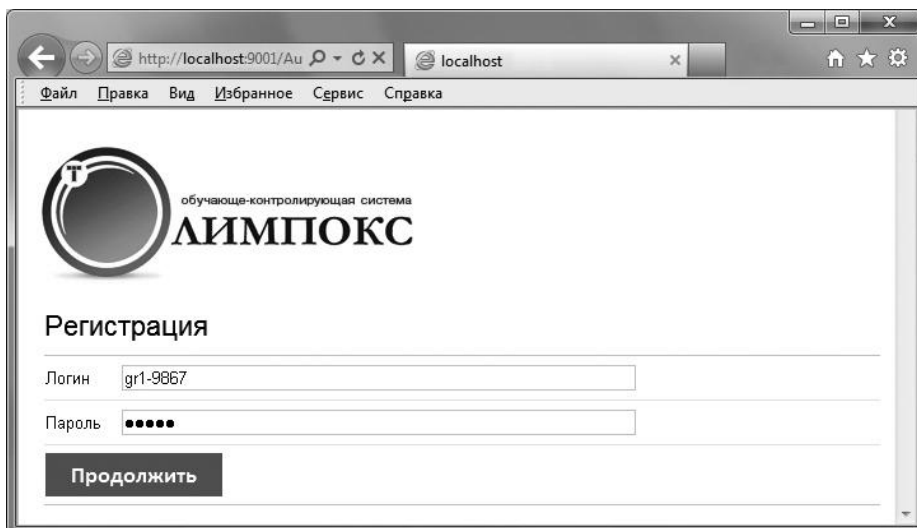 http://localhost:9001/Au
localhost
Файл Правка Вид Избранное Сервис Справка
Т
обучающе-контролирующая система
ЛИМПОКС
Регистрация
Логин gr1-9867
Пароль •••••
Продолжить